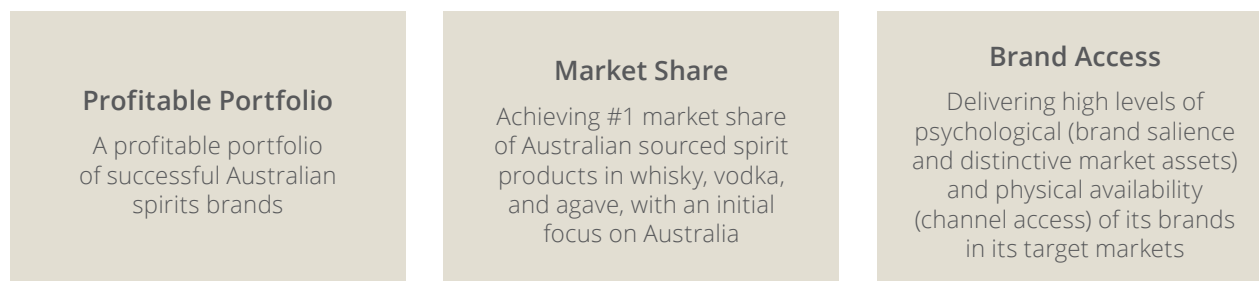 Profitable Portfolio
A profitable portfolio
of successful Australian
spirits brands
Market Share
Achieving #1 market share
of Australian sourced spirit
products in whisky, vodka,
and agave, with an initial
focus on Australia
Brand Access
Delivering high levels of
psychological (brand salience
and distinctive market assets)
and physical availability
(channel access) of its brands
in its target markets